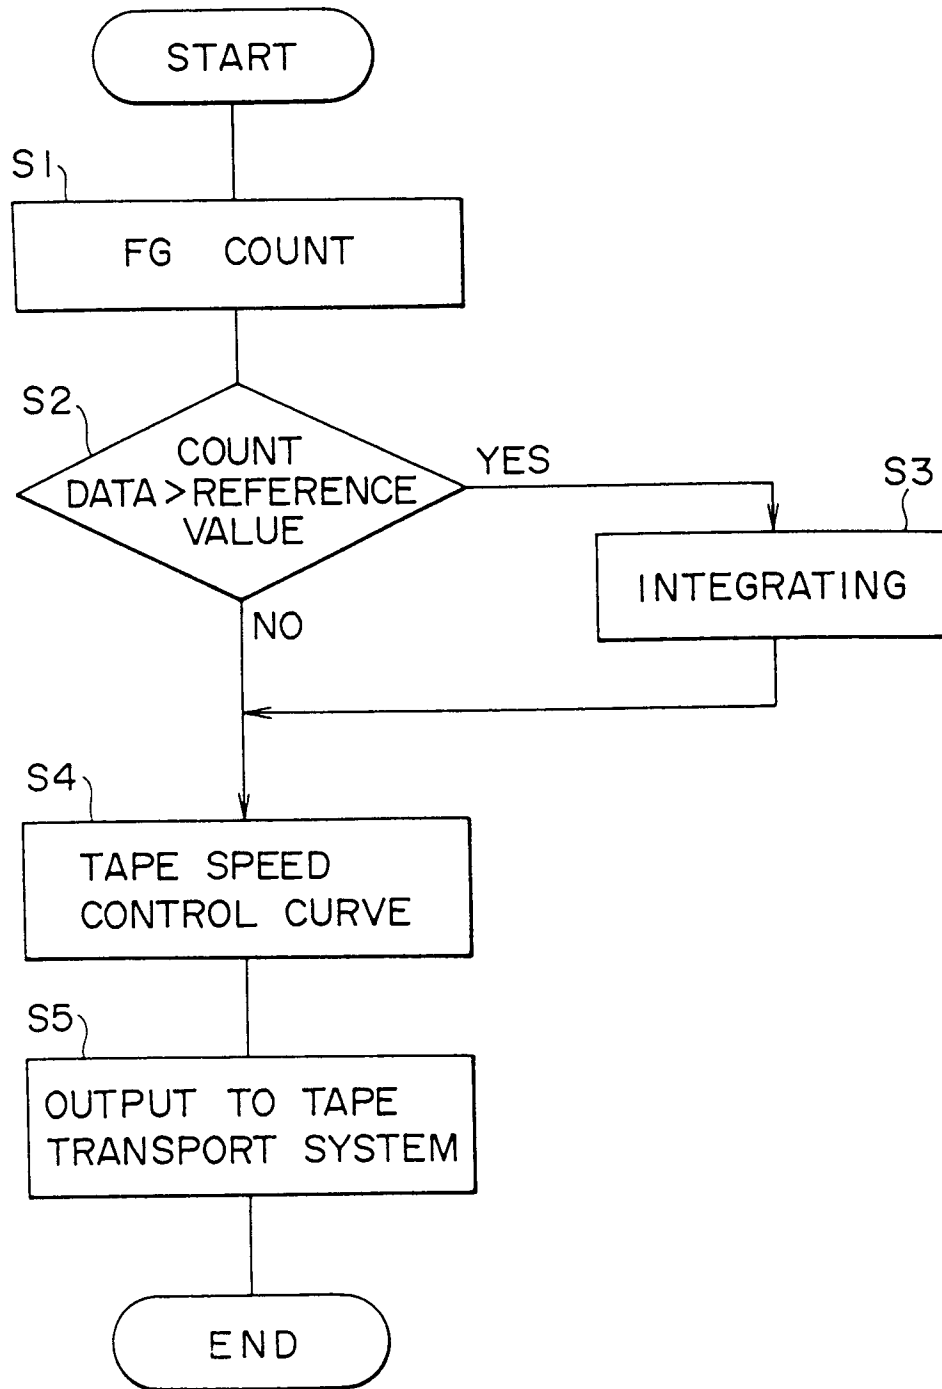 START
S1
FG COUNT
S2
COUNT
DATA>REFERENCE
VALUE
YES
S3
INTEGRATING
NO
S4
TAPE SPEED
CONTROL CURVE
S5
OUTPUT TO TAPE
TRANSPORT SYSTEM
END